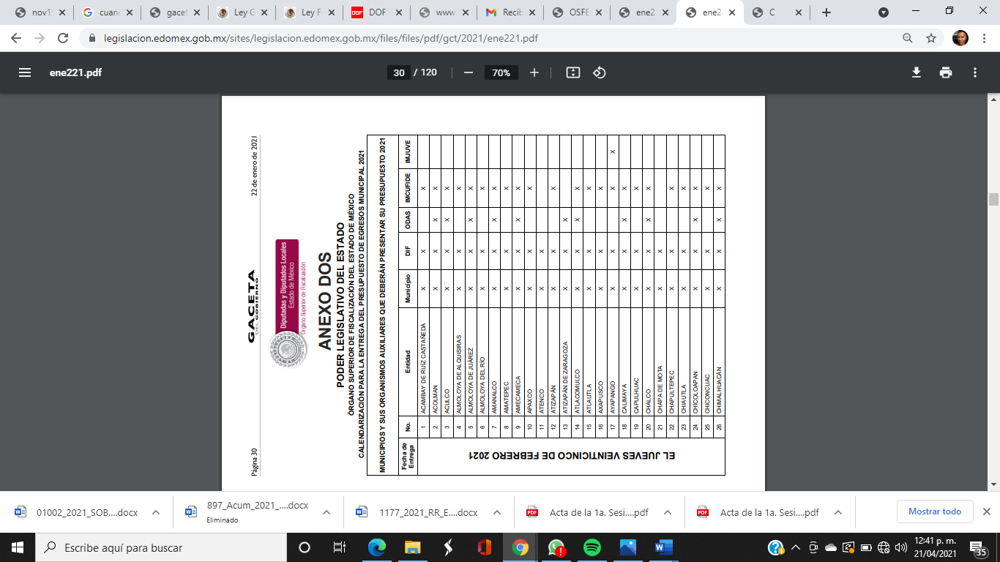 nov1
cuand
gacet
Ley G
Ley F
DOF
www
Recib
OSFE
ene2
ene2
C
legislacion.edomex.gob.mx/sites/legislacion.edomex.gob.mx/files/files/pdf/gct/2021/ene221.pdf
ene221.pdf
30 / 120
70%
Página 30 GACETA DEL GOBIERNO 22 de enero de 2021
Diputadas y Diputados Locales
Estado de México
Órgano Superior de Fiscalización
ANEXO DOS
PODER LEGISLATIVO DEL ESTADO
ÓRGANO SUPERIOR DE FISCALIZACIÓN DEL ESTADO DE MÉXICO
CALENDARIZACIÓN PARA LA ENTREGA DEL PRESUPUESTO DE EGRESOS MUNICIPAL 2021
MUNICIPIOS Y SUS ORGANISMOS AUXILIARES QUE DEBERÁN PRESENTAR SU PRESUPUESTO 2021
Fecha de Entrega No. Entidad Municipio DIF ODAS IMCUFIDE IMJUVE
EL JUEVES VEINTICINCO DE FEBRERO 2021
1 ACAMBAY DE RUÍZ CASTAÑEDA X X X
2 ACOLMAN X X X X
3 ACULCO X X X X
4 ALMOLOYA DE ALQUISIRAS X X X
5 ALMOLOYA DE JUÁREZ X X X X
6 ALMOLOYA DEL RÍO X X X
7 AMANALCO X X X X
8 AMATEPEC X X X
9 AMECAMECA X X X X
10 APAXCO X X X
11 ATENCO X X
12 ATIZAPÁN X X X
13 ATIZAPÁN DE ZARAGOZA X X X
14 ATLACOMULCO X X X X
15 ATLAUTLA X X X
16 AXAPUSCO X X X
17 AYAPANGO X X X X
18 CALIMAYA X X X X
19 CAPULHUAC X X X
20 CHALCO X X X X
21 CHAPA DE MOTA X X
22 CHAPULTEPEC X X X
23 CHIAUTLA X X X
24 CHICOLOAPAN X X X X
25 CHICONCUAC X X X
26 CHIMALHUACÁN X X X X
01002_2021_SOB....docx
897_Acum_2021_....docx
Eliminado
1177_2021_RR_E....docx
Acta de la 1a. Sesi....pdf
Acta de la 1a. Sesi....pdf
Mostrar todo
Escribe aquí para buscar
12:41 p. m.
21/04/2021
35